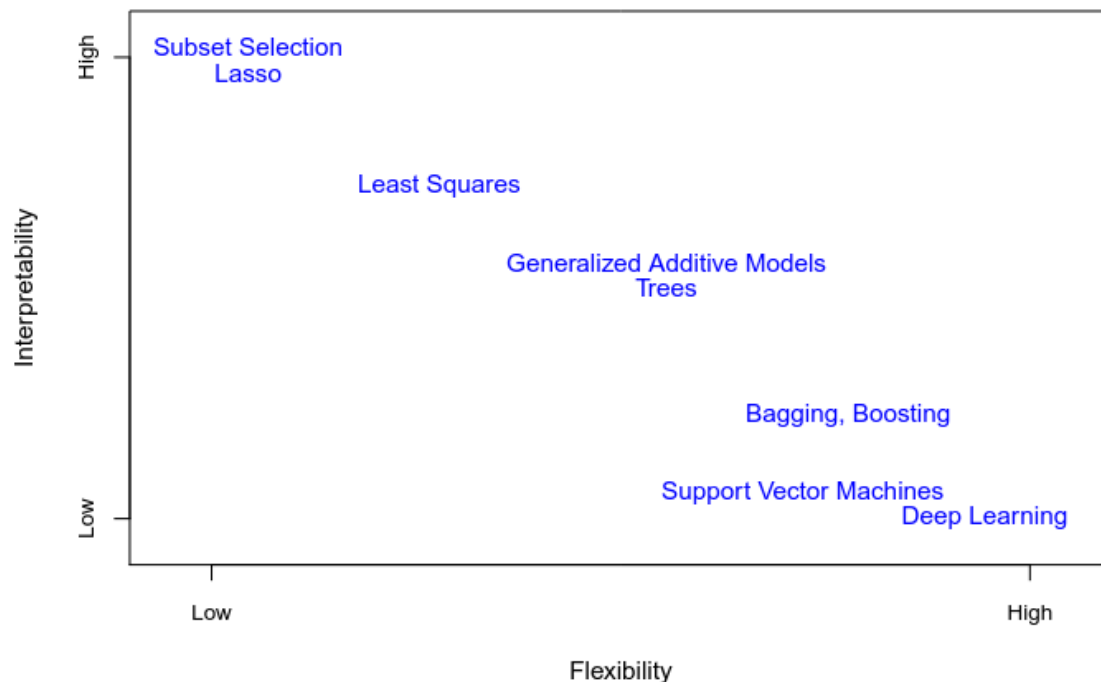 High
Subset Selection
Lasso
Least Squares
Interpretability
Generalized Additive Models
Trees
Bagging, Boosting
Support Vector Machines
Low
Deep Learning
Low
High
Flexibility